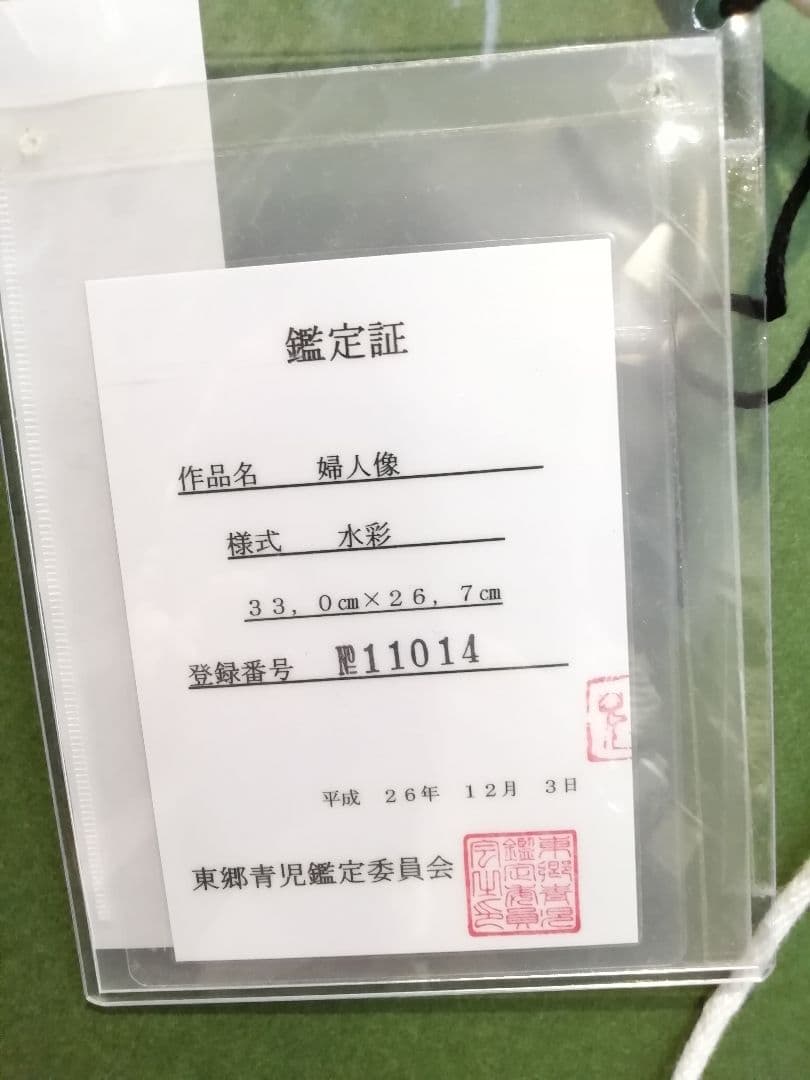 鑑定証
作品名 婦人像
様式 水彩
33,0㎝×26,7㎝
登録番号 №11014
平成 26年 12月 3日
東郷青児鑑定委員会